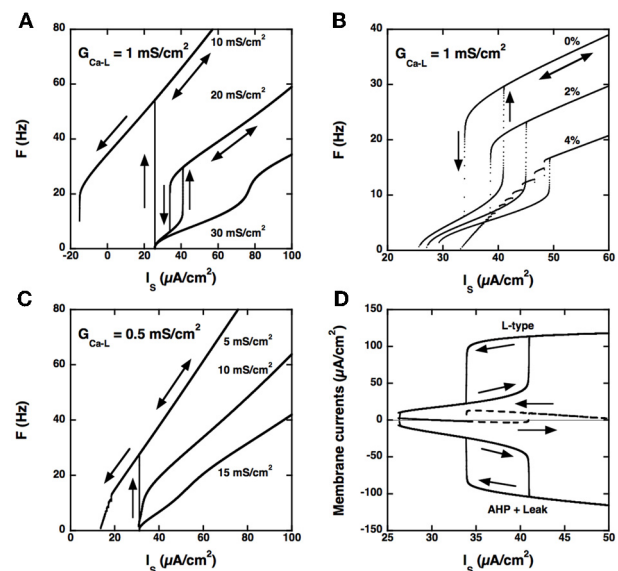 A
G_Ca-L = 1 mS/cm²
10 mS/cm²
20 mS/cm²
30 mS/cm²
F (Hz)
80
60
40
20
0
-20 0 20 40 60 80 100
I_S (µA/cm²)
B
G_Ca-L = 1 mS/cm²
0%
2%
4%
F (Hz)
40
30
20
10
0
20 30 40 50 60
I_S (µA/cm²)
C
G_Ca-L = 0.5 mS/cm²
5 mS/cm²
10 mS/cm²
15 mS/cm²
F (Hz)
80
60
40
20
0
0 20 40 60 80 100
I_S (µA/cm²)
D
L-type
AHP + Leak
Membrane currents (µA/cm²)
150
100
50
0
-50
-100
-150
25 30 35 40 45 50
I_S (µA/cm²)